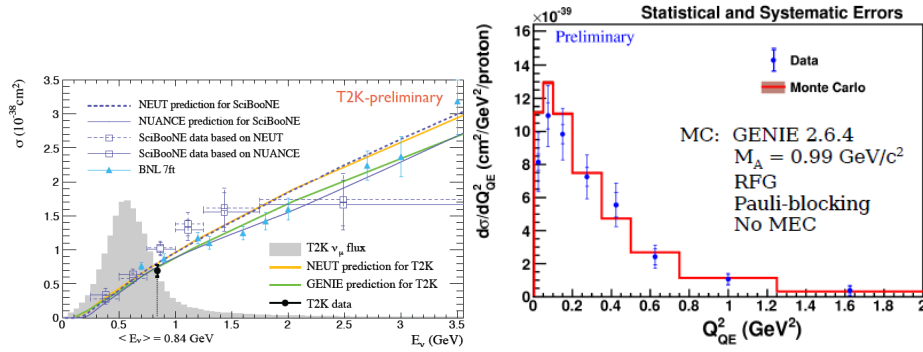 T2K-preliminary
σ (10⁻³⁸cm²)
3.5
3
2.5
2
1.5
1
0.5
0
NEUT prediction for SciBooNE
NUANCE prediction for SciBooNE
SciBooNE data based on NEUT
SciBooNE data based on NUANCE
BNL 7ft
T2K νμ flux
NEUT prediction for T2K
GENIE prediction for T2K
T2K data
0 0.5 1 1.5 2 2.5 3 3.5
< Eν> = 0.84 GeV
Eν (GeV)
×10⁻³⁹
Statistical and Systematic Errors
Preliminary
dσ/dQ²QE (cm²/GeV²/proton)
16
14
12
10
8
6
4
2
0
Data
Monte Carlo
MC: GENIE 2.6.4
MA = 0.99 GeV/c²
RFG
Pauli-blocking
No MEC
0 0.2 0.4 0.6 0.8 1 1.2 1.4 1.6 1.8 2
Q²QE (GeV²)